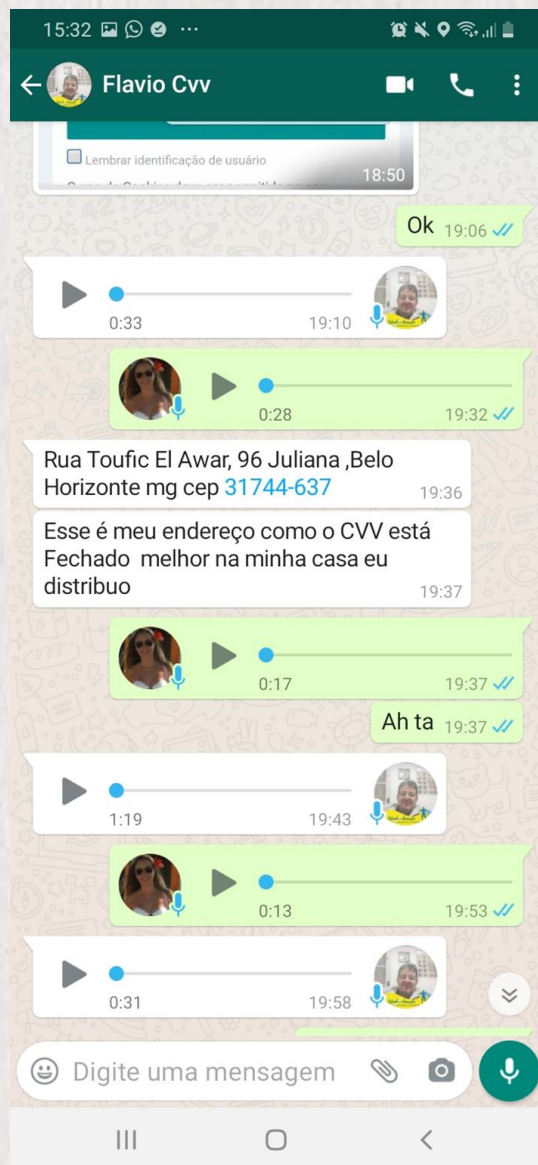 15:32
Flavio Cvv
Lembrar identificação de usuário
18:50
Ok 19:06
0:33 19:10
0:28 19:32
Rua Toufic El Awar, 96 Juliana ,Belo
Horizonte mg cep 31744-637 19:36
Esse é meu endereço como o CVV está
Fechado melhor na minha casa eu
distribuo 19:37
0:17 19:37
Ah ta 19:37
1:19 19:43
0:13 19:53
0:31 19:58
Digite uma mensagem